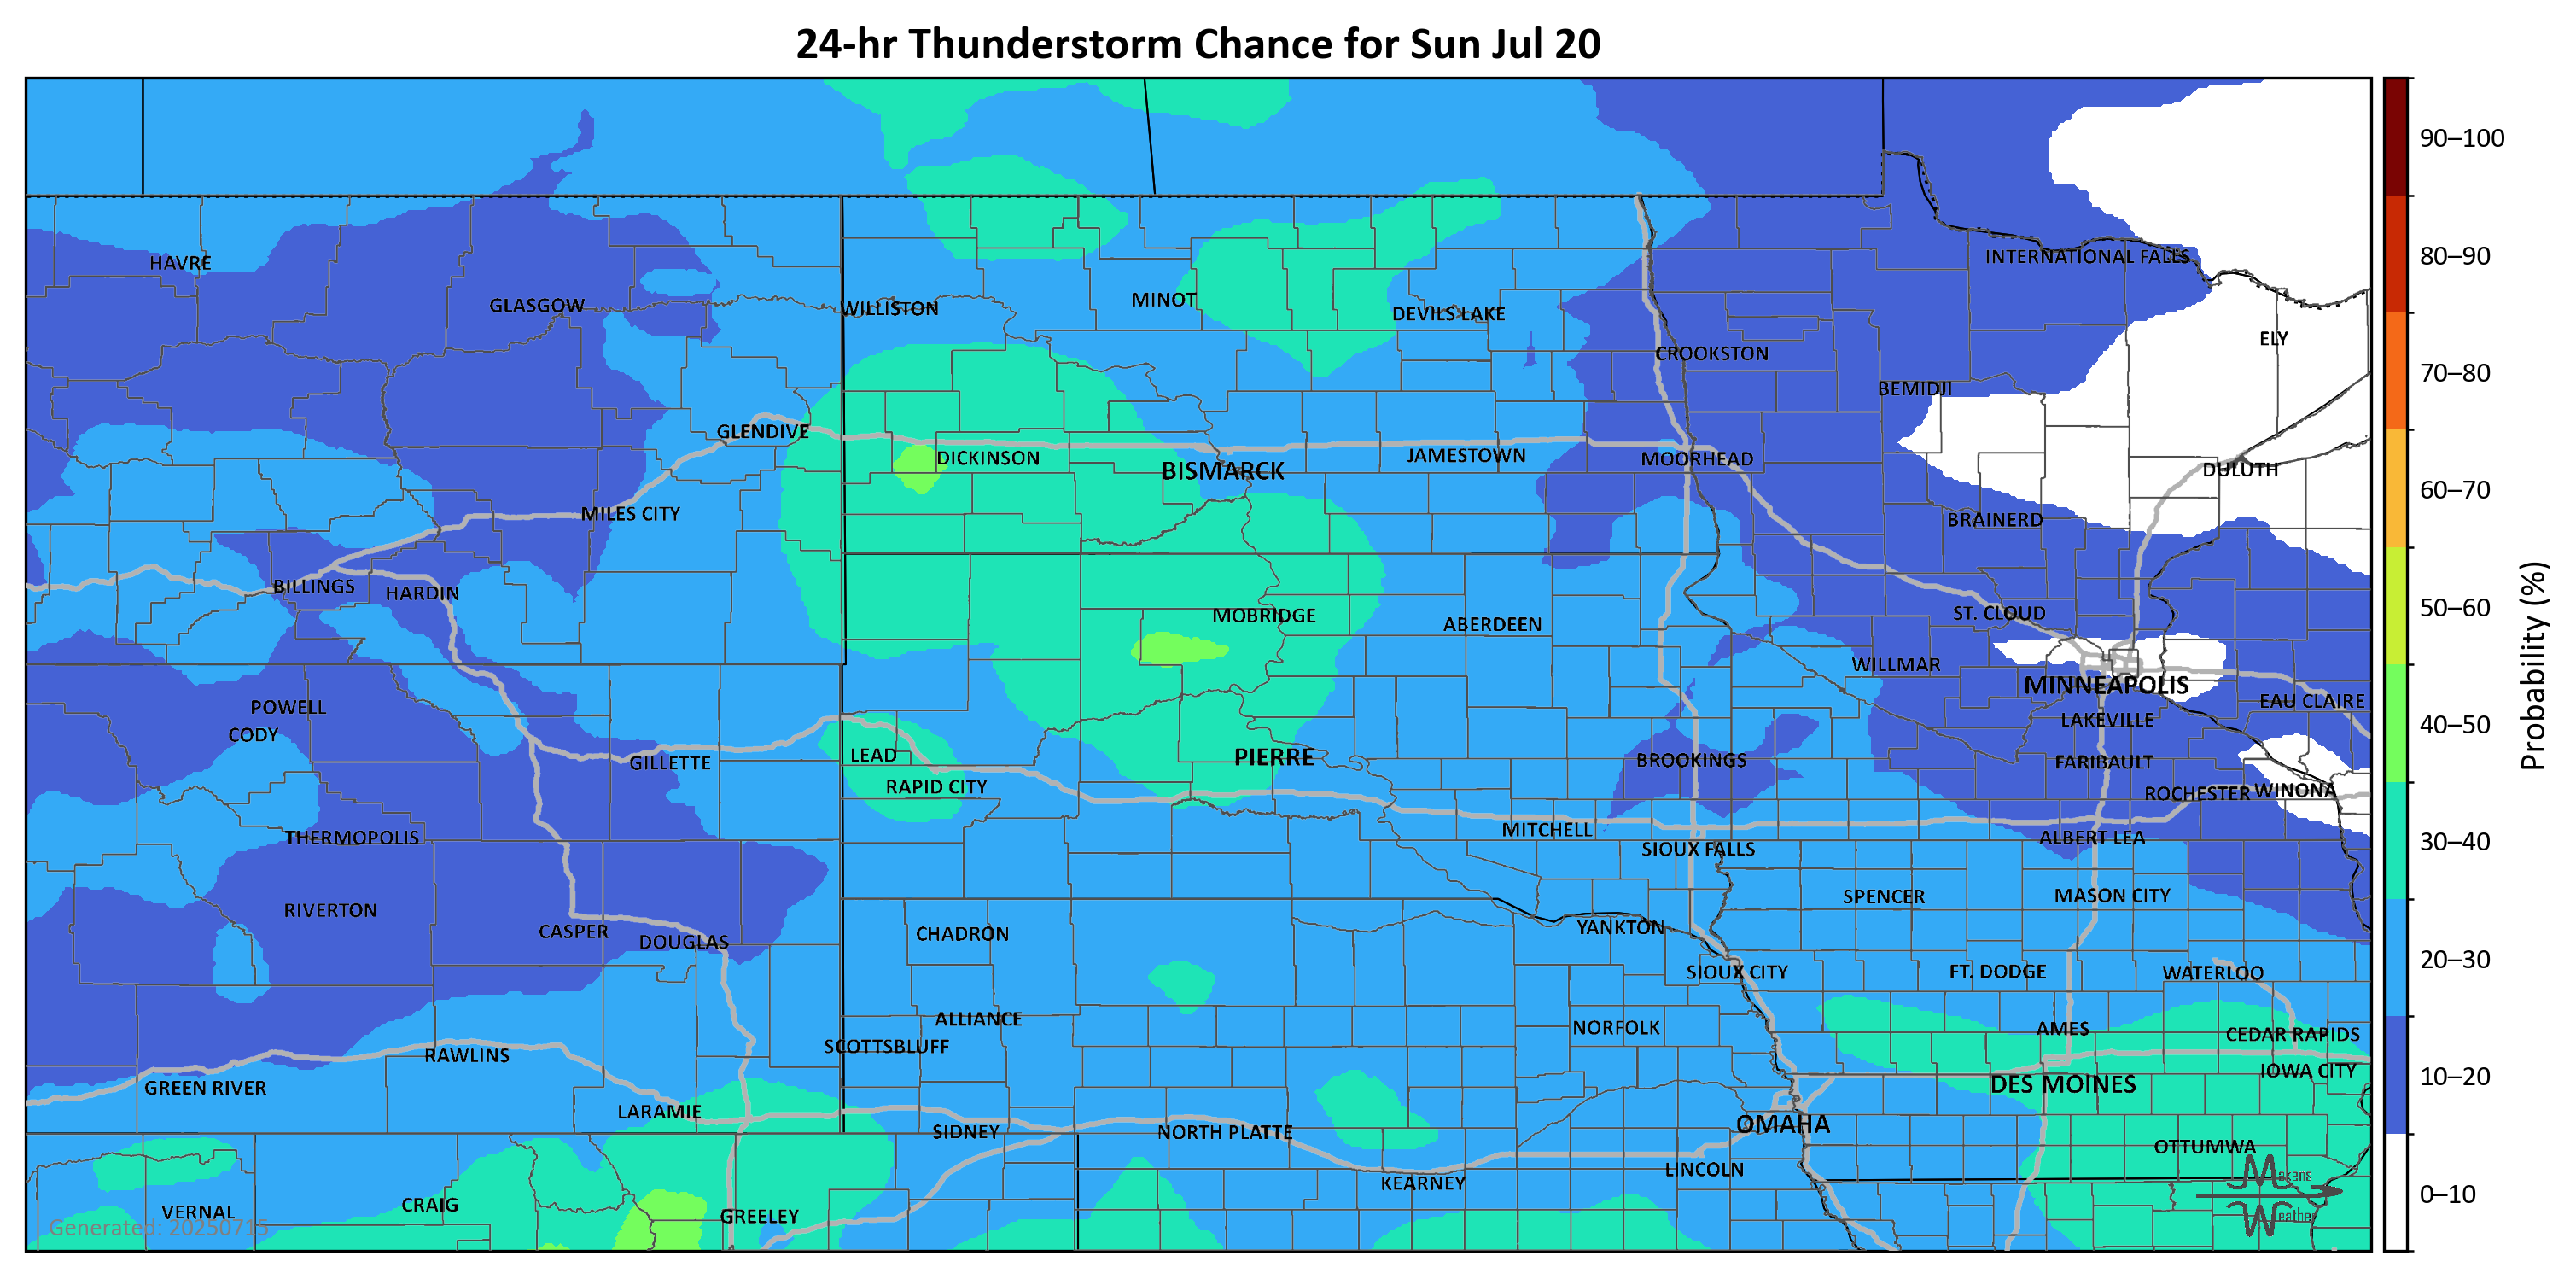 24-hr Thunderstorm Chance for Sun Jul 20
90–100
HAVRE
INTERNATIONAL FALLS
80–90
GLASGOW
WILLISTON
MINOT
DEVILS LAKE
ELY
CROOKSTON
70–80
BEMIDJI
GLENDIVE
DICKINSON
BISMARCK
JAMESTOWN
MOORHEAD
DULUTH
60–70
MILES CITY
BRAINERD
BILLINGS
HARDIN
MOBRIDGE
ABERDEEN
ST. CLOUD
50–60
WILLMAR
MINNEAPOLIS
Probability (%)
POWELL
EAU CLAIRE
CODY
LAKEVILLE
40–50
LEAD
PIERRE
GILLETTE
BROOKINGS
FARIBAULT
RAPID CITY
ROCHESTER
WINONA
THERMOPOLIS
MITCHELL
ALBERT LEA
30–40
SIOUX FALLS
RIVERTON
SPENCER
MASON CITY
CASPER
DOUGLAS
CHADRON
YANKTON
20–30
SIOUX CITY
FT. DODGE
WATERLOO
ALLIANCE
NORFOLK
AMES
CEDAR RAPIDS
SCOTTSBLUFF
RAWLINS
IOWA CITY
10–20
GREEN RIVER
DES MOINES
LARAMIE
OMAHA
SIDNEY
NORTH PLATTE
OTTUMWA
LINCOLN
KEARNEY
Makens
Weather
0–10
VERNAL
CRAIG
GREELEY
Generated: 20250715